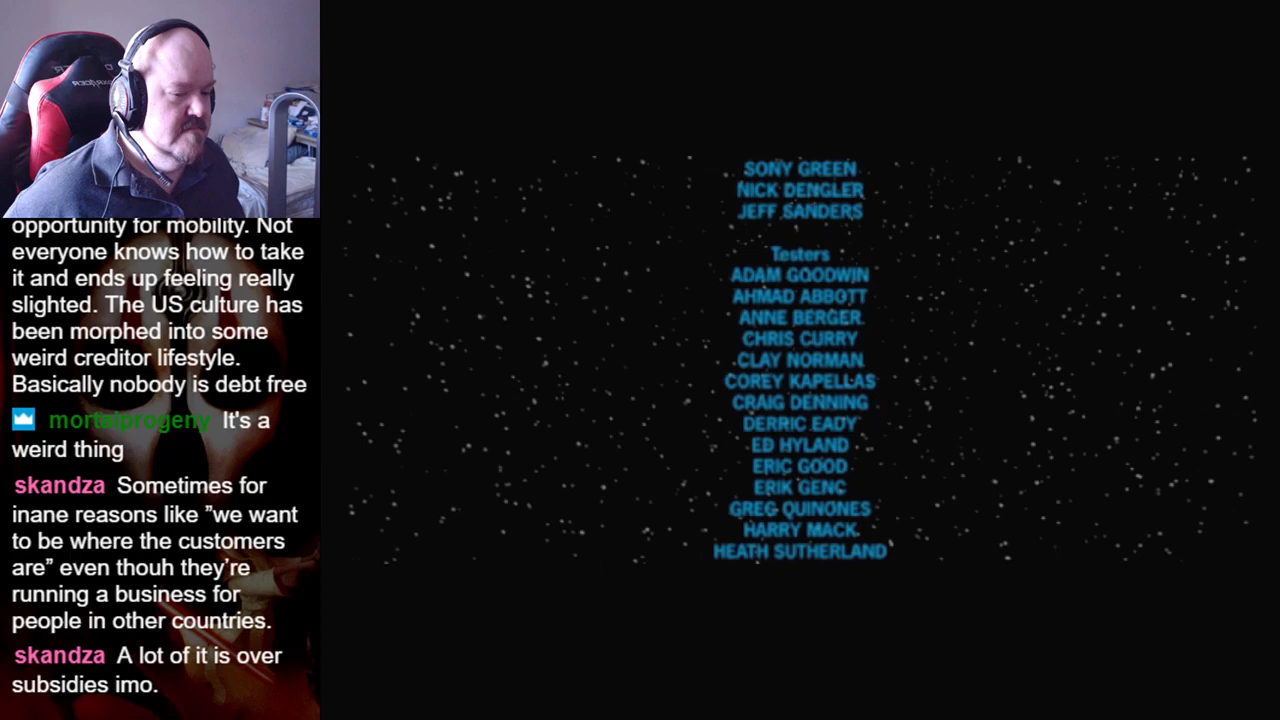 opportunity for mobility. Not
everyone knows how to take
it and ends up feeling really
slighted. The US culture has
been morphed into some
weird creditor lifestyle.
Basically nobody is debt free
mortalprogeny It's a
weird thing
skandza Sometimes for
inane reasons like ”we want
to be where the customers
are” even thouh they’re
running a business for
people in other countries.
skandza A lot of it is over
subsidies imo.
SONY GREEN
NICK DENGLER
JEFF SANDERS
Testers
ADAM GOODWIN
AHMAD ABBOTT
ANNE BERGER
CHRIS CURRY
CLAY NORMAN
COREY KAPELLAS
CRAIG DENNING
DERRIC EADY
ED HYLAND
ERIC GOOD
ERIK GENC
GREG QUINONES
HARRY MACK
HEATH SUTHERLAND